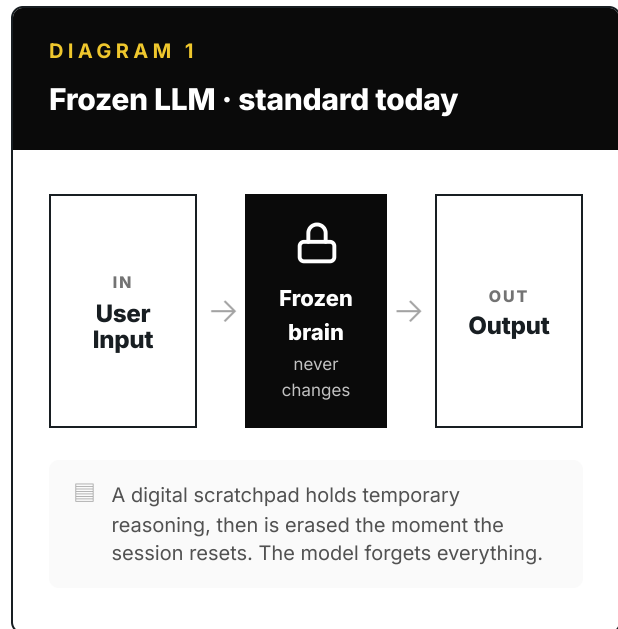 DIAGRAM 1
Frozen LLM · standard today
IN
User
Input
Frozen
brain
never
changes
OUT
Output
A digital scratchpad holds temporary
reasoning, then is erased the moment the
session resets. The model forgets everything.